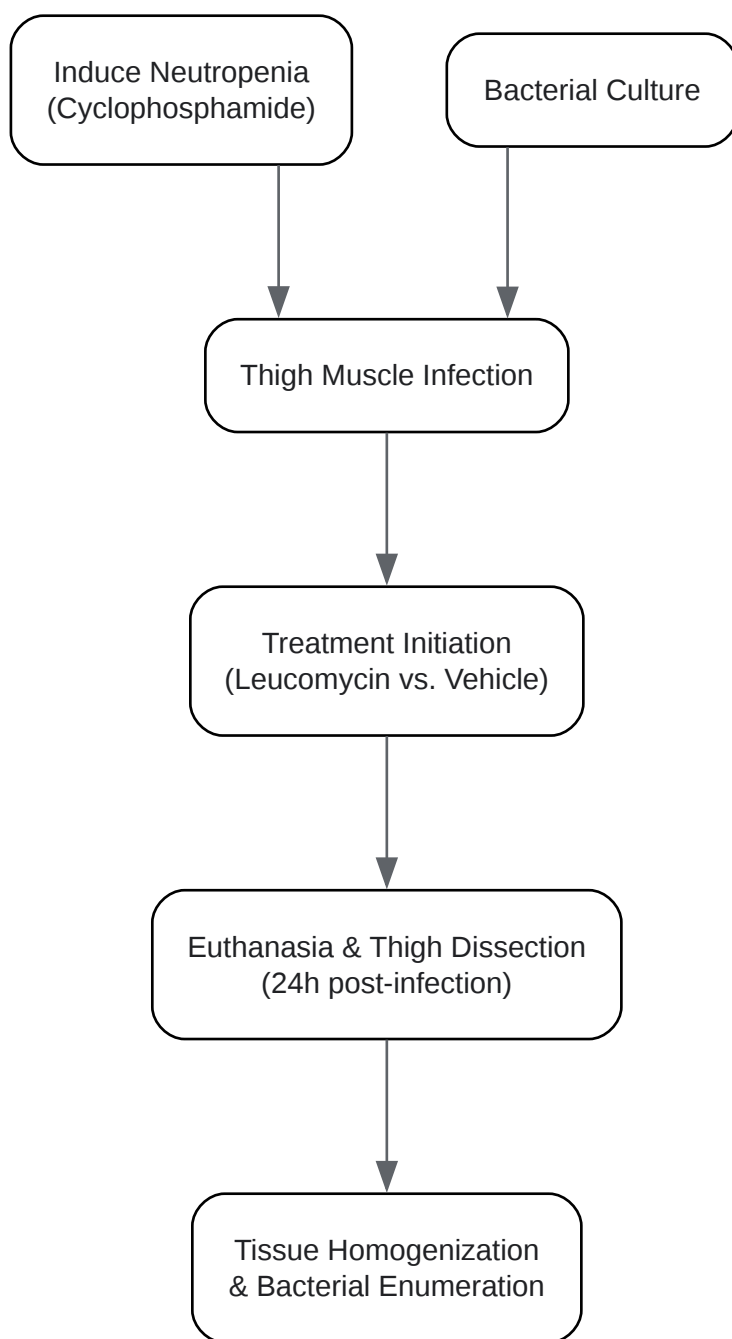 Induce Neutropenia
(Cyclophosphamide)
Bacterial Culture
Thigh Muscle Infection
Treatment Initiation
(Leucomycin vs. Vehicle)
Euthanasia & Thigh Dissection
(24h post-infection)
Tissue Homogenization
& Bacterial Enumeration